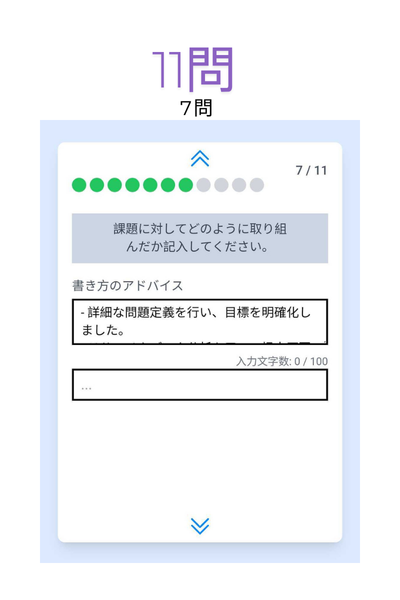 11問
7問
7 / 11
課題に対してどのように取り組
んだか記入してください。
書き方のアドバイス
- 詳細な問題定義を行い、目標を明確化し
ました。
入力文字数: 0 / 100
...